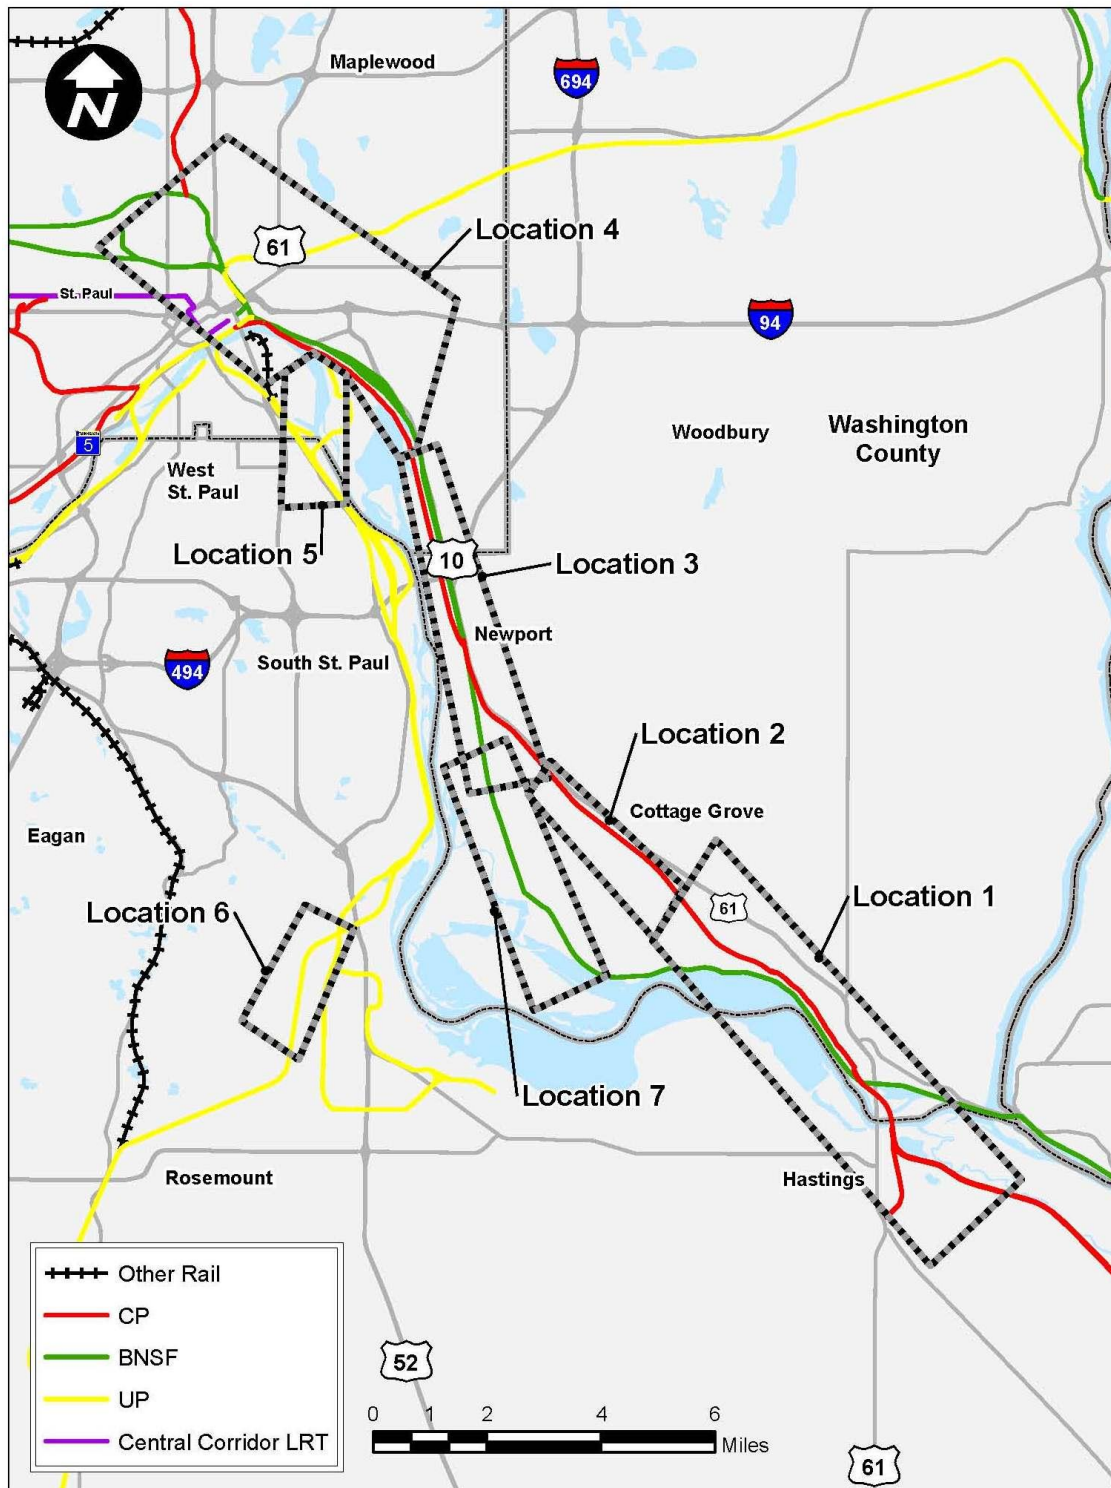 N
Maplewood
694
Location 4
61
St. Paul
94
5
Woodbury
Washington
County
West
St. Paul
Location 5
10
Location 3
Newport
494
South St. Paul
Location 2
Cottage Grove
Eagan
61
Location 1
Location 6
Location 7
Rosemount
Hastings
Other Rail
CP
BNSF
UP
Central Corridor LRT
52
0 1 2 4 6
Miles
61